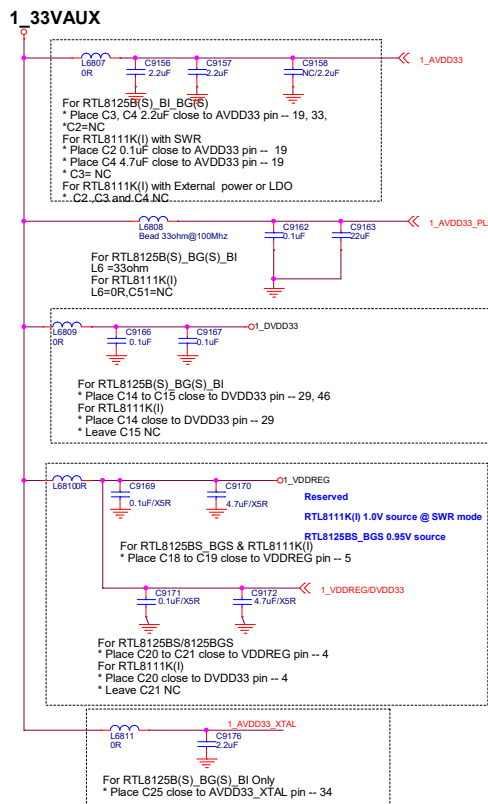 1_33VAUX
L6807
0R
C9156
2.2uF
C9157
2.2uF
C9158
NC/2.2uF
1_AVDD33
For RTL8125B(S)_BI_BG(S)
* Place C3, C4 2.2uF close to AVDD33 pin -- 19, 33,
*C2=NC
For RTL8111K(I) with SWR
* Place C2 0.1uF close to AVDD33 pin -- 19
* Place C4 4.7uF close to AVDD33 pin -- 19
* C3= NC
For RTL8111K(I) with External power or LDO
* C2 ,C3 and C4 NC
L6808
Bead 33ohm@100Mhz
C9162
0.1uF
C9163
22uF
1_AVDD33_PLL
For RTL8125B(S)_BG(S)_BI
L6 =33ohm
For RTL8111K(I)
L6=0R,C51=NC
L6809
0R
C9166
0.1uF
C9167
0.1uF
1_DVDD33
For RTL8125B(S)_BG(S)_BI
* Place C14 to C15 close to DVDD33 pin -- 29, 46
For RTL8111K(I)
* Place C14 close to DVDD33 pin -- 29
* Leave C15 NC
L6810
0R
C9169
0.1uF/X5R
C9170
4.7uF/X5R
1_VDDREG
Reserved
RTL8111K(I) 1.0V source @ SWR mode
RTL8125BS_BGS 0.95V source
For RTL8125BS_BGS & RTL8111K(I)
* Place C18 to C19 close to VDDREG pin -- 5
C9171
0.1uF/X5R
C9172
4.7uF/X5R
1_VDDREG/DVDD33
For RTL8125BS/8125BGS
* Place C20 to C21 close to VDDREG pin -- 4
For RTL8111K(I)
* Place C20 close to DVDD33 pin -- 4
* Leave C21 NC
L6811
0R
C9176
2.2uF
1_AVDD33_XTAL
For RTL8125B(S)_BG(S)_BI Only
* Place C25 close to AVDD33_XTAL pin -- 34